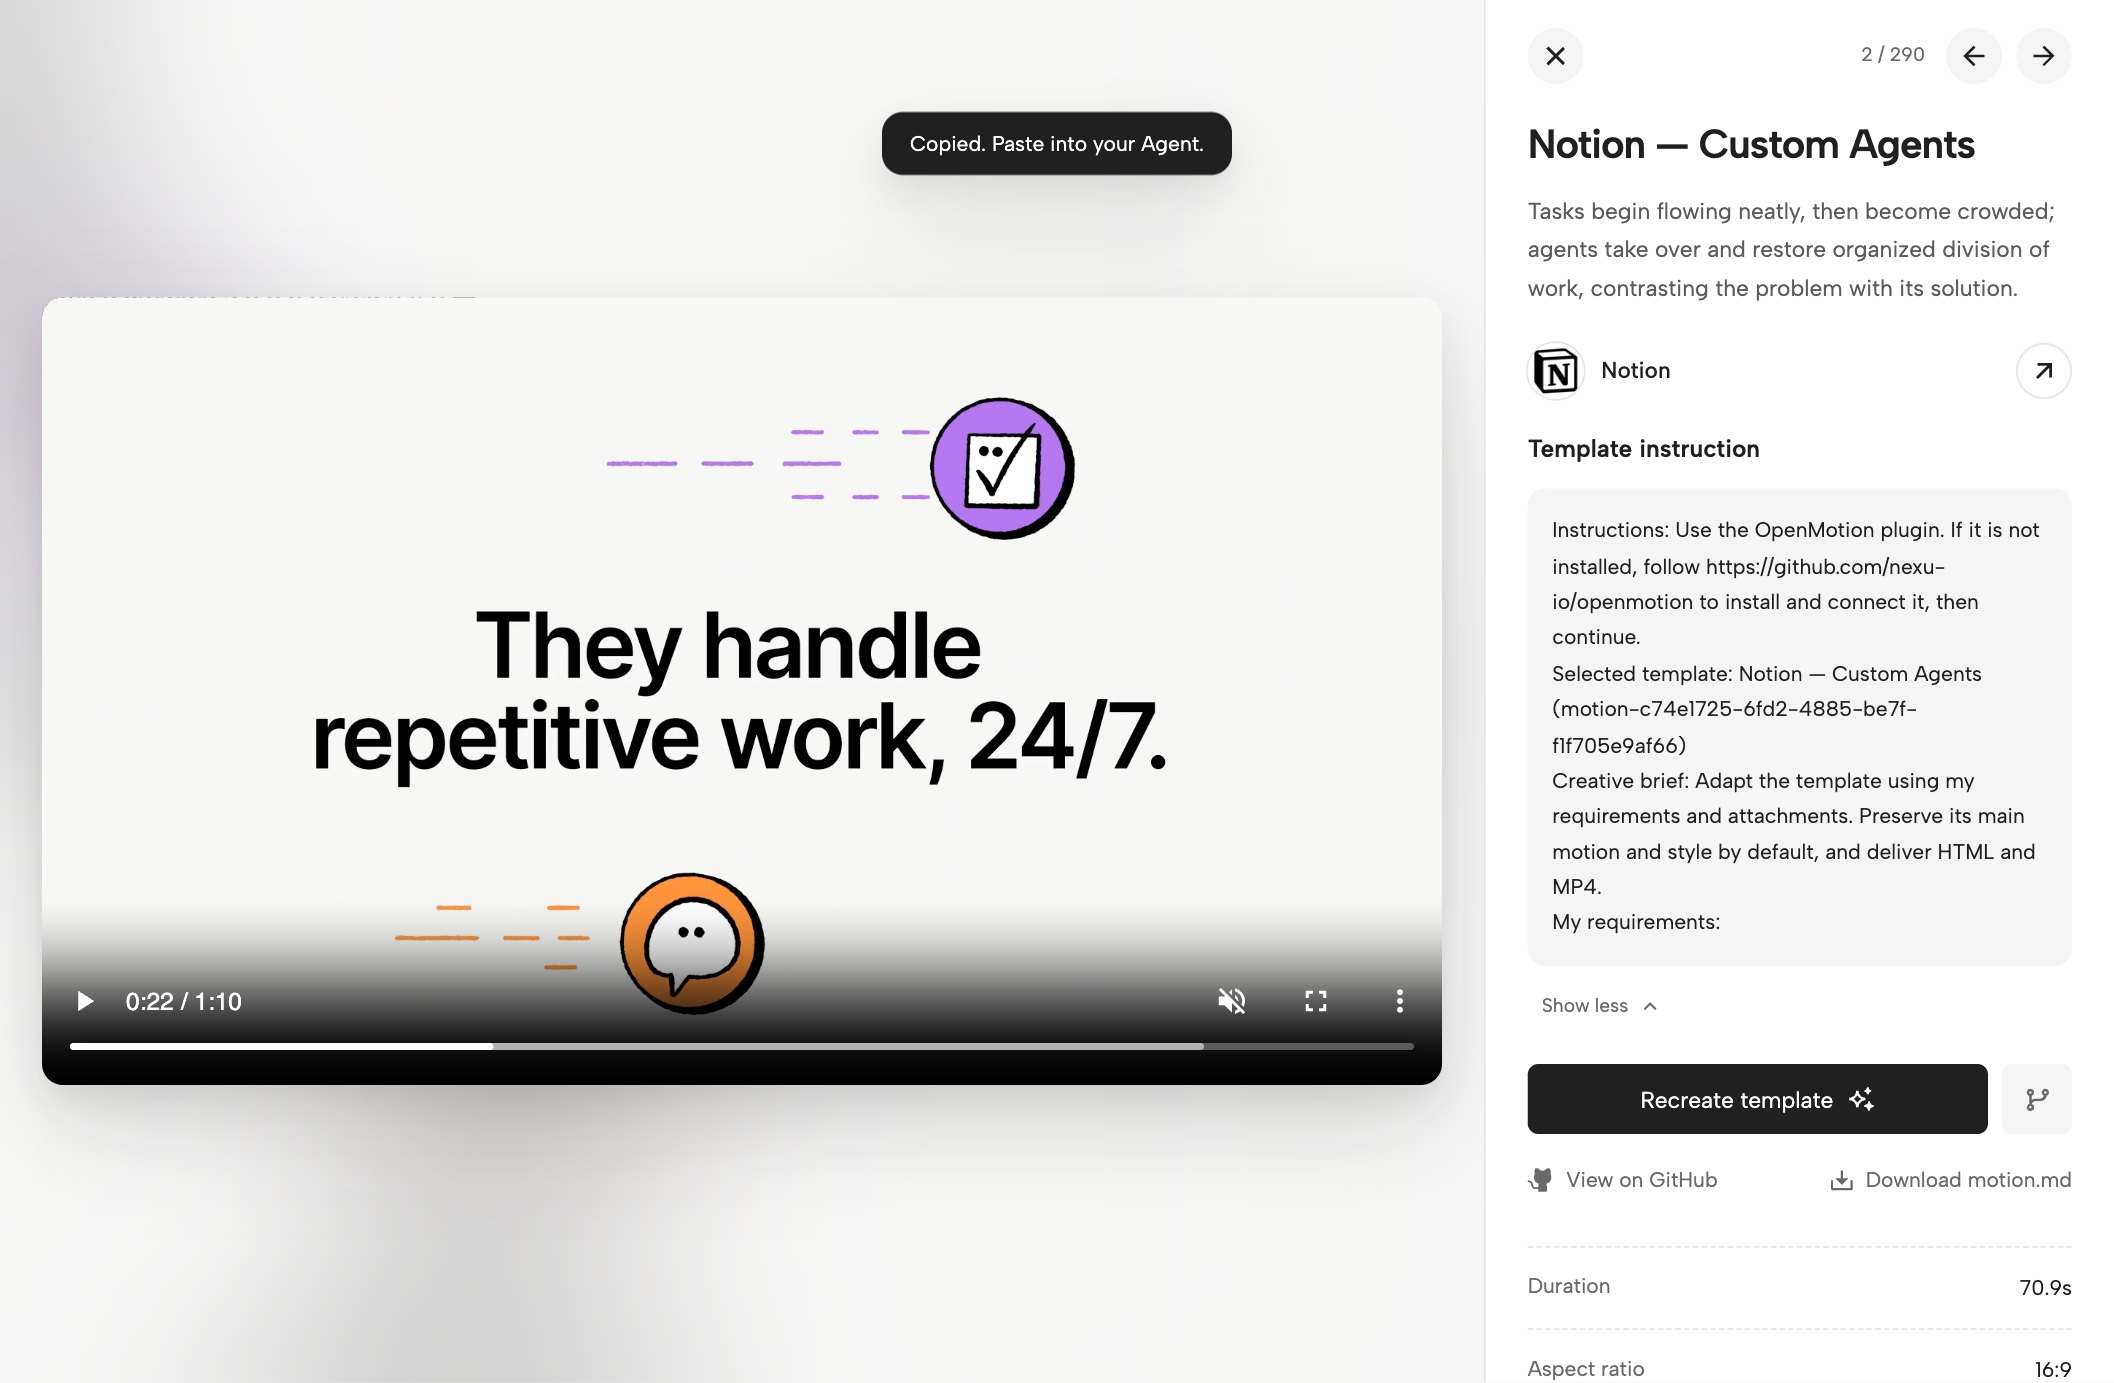 2 / 290
Copied. Paste into your Agent.
Notion — Custom Agents
Tasks begin flowing neatly, then become crowded;
agents take over and restore organized division of
work, contrasting the problem with its solution.
N
Notion
Template instruction
Instructions: Use the OpenMotion plugin. If it is not
installed, follow https://github.com/nexu-
io/openmotion to install and connect it, then
continue.
Selected template: Notion — Custom Agents
(motion-c74e1725-6fd2-4885-be7f-
f1f705e9af66)
Creative brief: Adapt the template using my
requirements and attachments. Preserve its main
motion and style by default, and deliver HTML and
MP4.
My requirements:
Show less
Recreate template
View on GitHub
Download motion.md
Duration
70.9s
Aspect ratio
16:9
They handle
repetitive work, 24/7.
0:22 / 1:10